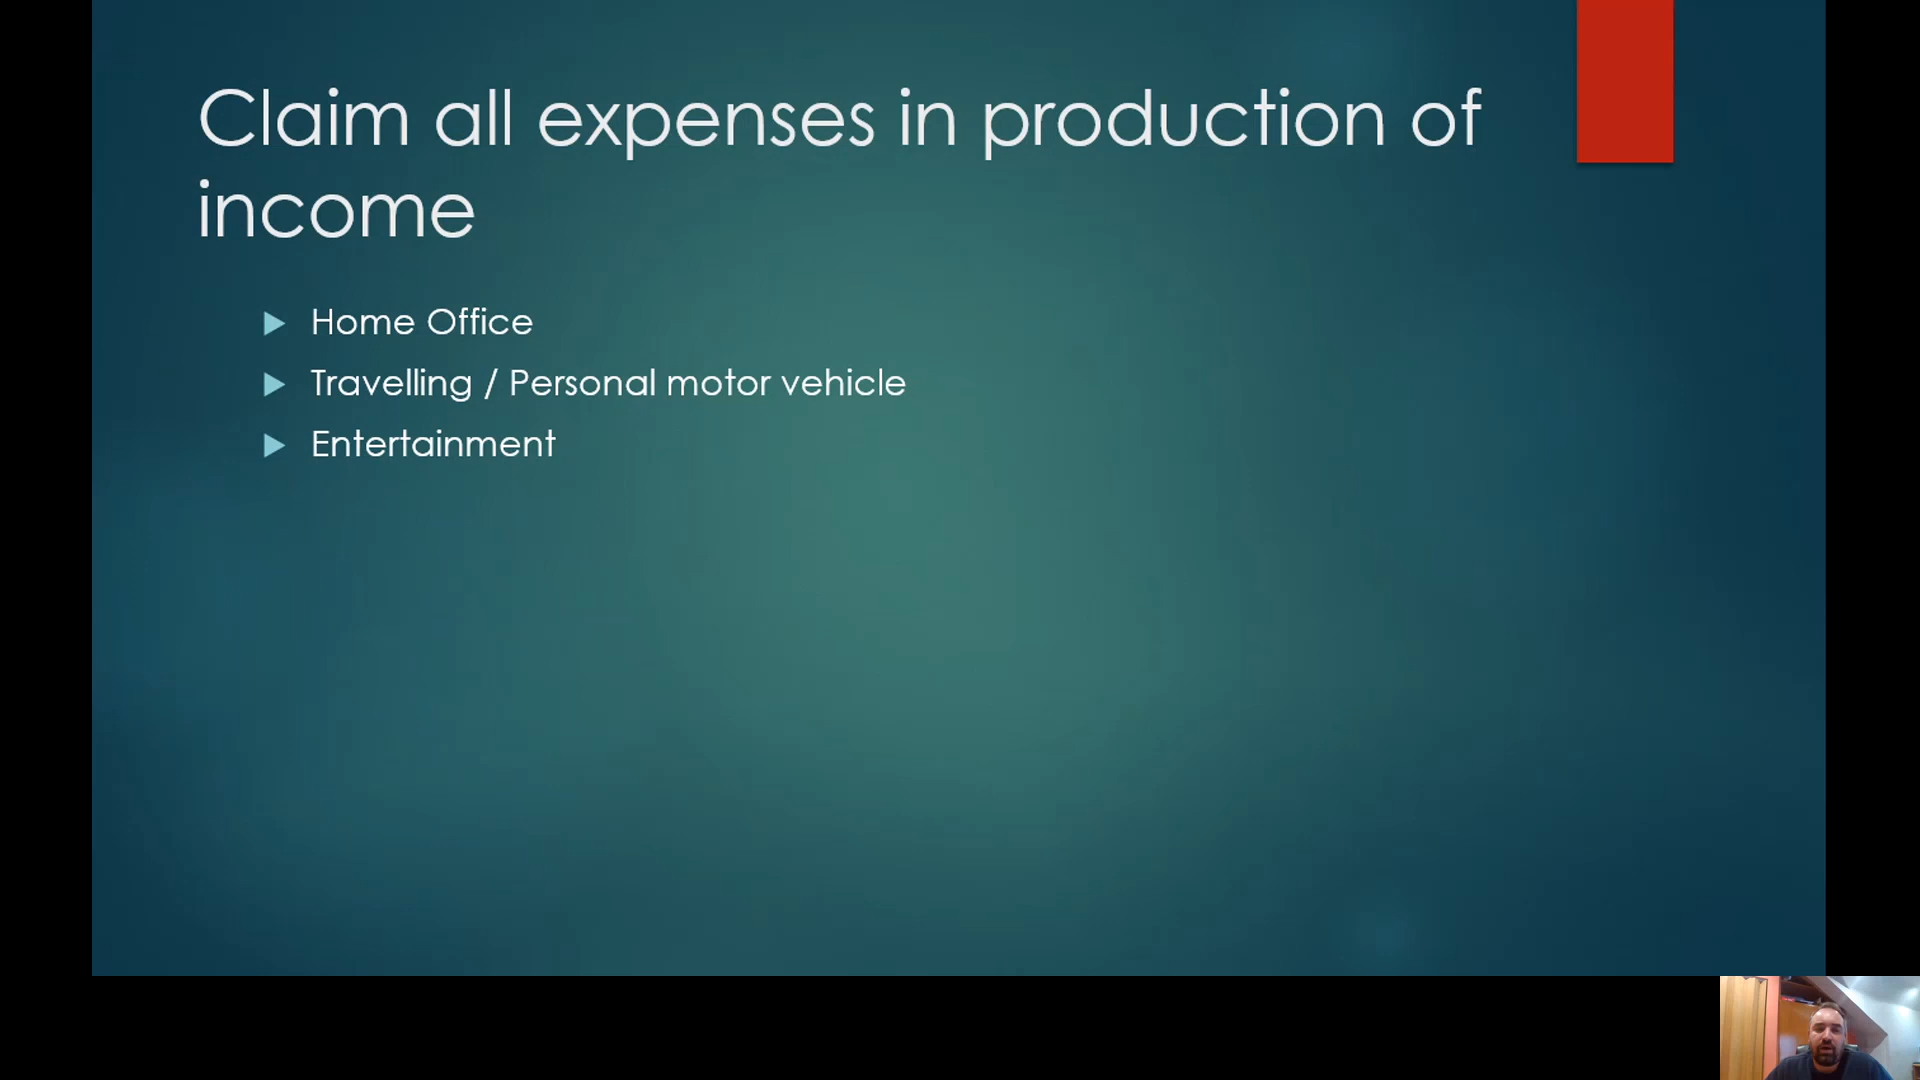 Claim all expenses in production of
income
Home Office
Travelling / Personal motor vehicle
Entertainment